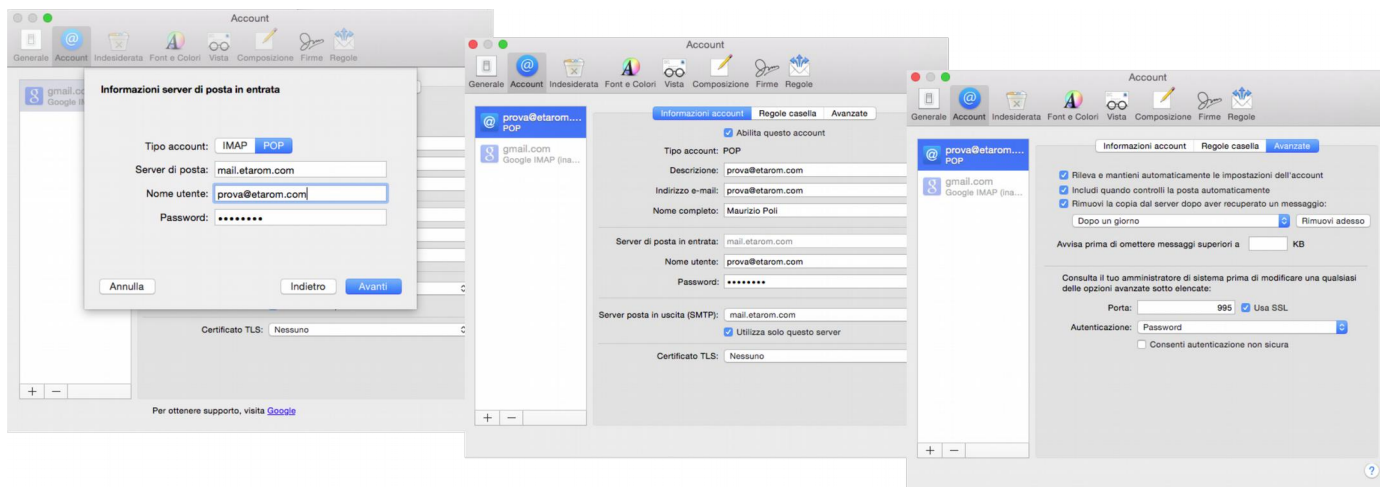 Account
Generale Account Indesiderata Font e Colori Vista Composizione Firme Regole
gmail.co
Google
Informazioni server di posta in entrata
Tipo account: IMAP POP
Server di posta: mail.etarom.com
Nome utente: prova@etarom.com
Password: ••••••••
Annulla Indietro Avanti
Certificato TLS: Nessuno
+ −
Per ottenere supporto, visita Google
Account
Generale Account Indesiderata Font e Colori Vista Composizione Firme Regole
prova@etarom....
POP
gmail.com
Google IMAP (Ina...
Informazioni account Regole casella Avanzate
Abilita questo account
Tipo account: POP
Descrizione: prova@etarom.com
Indirizzo e-mail: prova@etarom.com
Nome completo: Maurizio Poli
Server di posta in entrata: mail.etarom.com
Nome utente: prova@etarom.com
Password: ••••••••
Server posta in uscita (SMTP): mail.etarom.com
Utilizza solo questo server
Certificato TLS: Nessuno
+ −
Account
Generale Account Indesiderata Font e Colori Vista Composizione Firme Regole
prova@etarom....
POP
gmail.com
Google IMAP (Ina...
Informazioni account Regole casella Avanzate
Rileva e mantieni automaticamente le impostazioni dell'account
Includi quando controlli la posta automaticamente
Rimuovi la copia dal server dopo aver recuperato un messaggio:
Dopo un giorno Rimuovi adesso
Avvisa prima di omettere messaggi superiori a KB
Consulta il tuo amministratore di sistema prima di modificare una qualsiasi
delle opzioni avanzate sotto elencate:
Porta: 995 Usa SSL
Autenticazione: Password
Consenti autenticazione non sicura
+ −
?